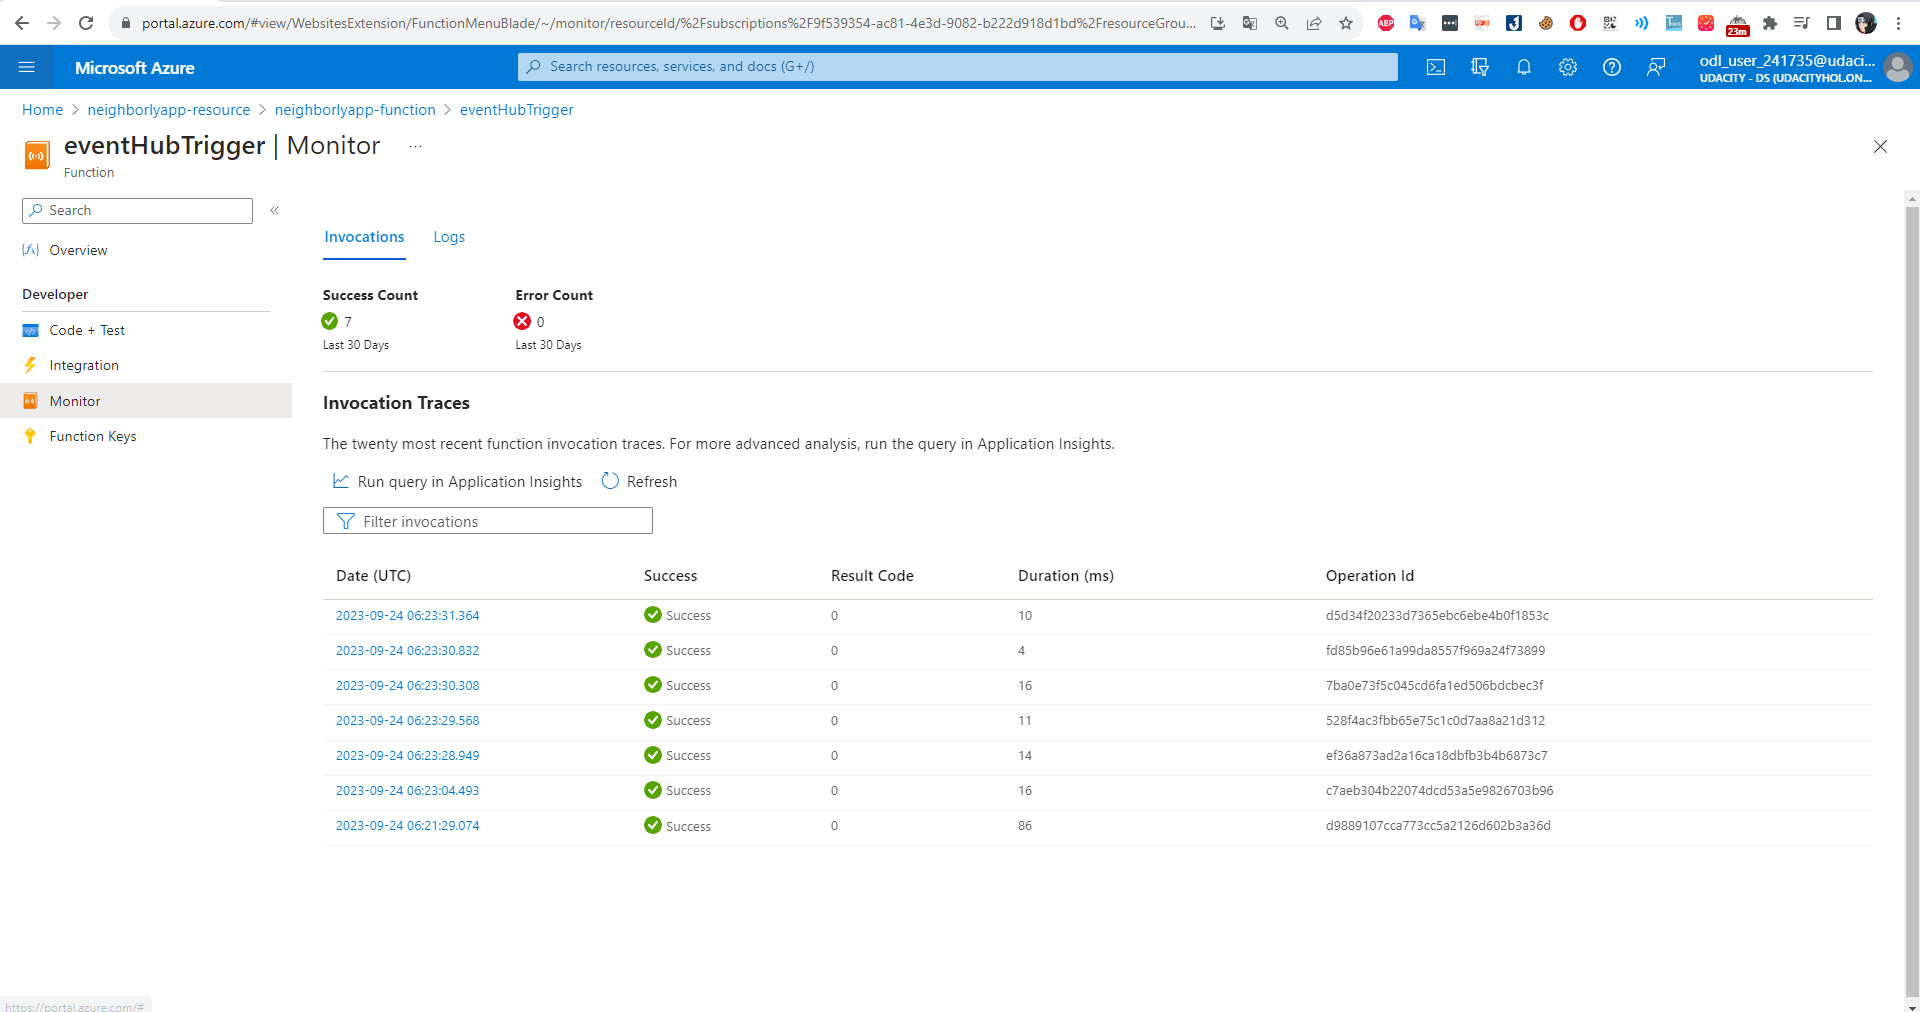 portal.azure.com/#view/WebsitesExtension/FunctionMenuBlade/~/monitor/resourceId/%2Fsubscriptions%2F9f539354-ac81-4e3d-9082-b222d918d1bd%2FresourceGrou...
ABP
23m
Microsoft Azure
Search resources, services, and docs (G+/)
odl_user_241735@udaci...
UDACITY - DS (UDACITYHOL.ON...
Home > neighborlyapp-resource > neighborlyapp-function > eventHubTrigger
eventHubTrigger | Monitor ...
Function
Search
«
Overview
Developer
Code + Test
Integration
Monitor
Function Keys
Invocations Logs
Success Count Error Count
7 0
Last 30 Days Last 30 Days
Invocation Traces
The twenty most recent function invocation traces. For more advanced analysis, run the query in Application Insights.
Run query in Application Insights Refresh
Filter invocations
Date (UTC) Success Result Code Duration (ms) Operation Id
2023-09-24 06:23:31.364 Success 0 10 d5d34f20233d7365ebc6ebe4b0f1853c
2023-09-24 06:23:30.832 Success 0 4 fd85b96e61a99da8557f969a24f73899
2023-09-24 06:23:30.308 Success 0 16 7ba0e73f5c045cd6fa1ed506bdcbec3f
2023-09-24 06:23:29.568 Success 0 11 528f4ac3fbb65e75c1c0d7aa8a21d312
2023-09-24 06:23:28.949 Success 0 14 ef36a873ad2a16ca18dbfb3b4b6873c7
2023-09-24 06:23:04.493 Success 0 16 c7aeb304b22074dcd53a5e9826703b96
2023-09-24 06:21:29.074 Success 0 86 d9889107cca773cc5a2126d602b3a36d
https://portal.azure.com/#